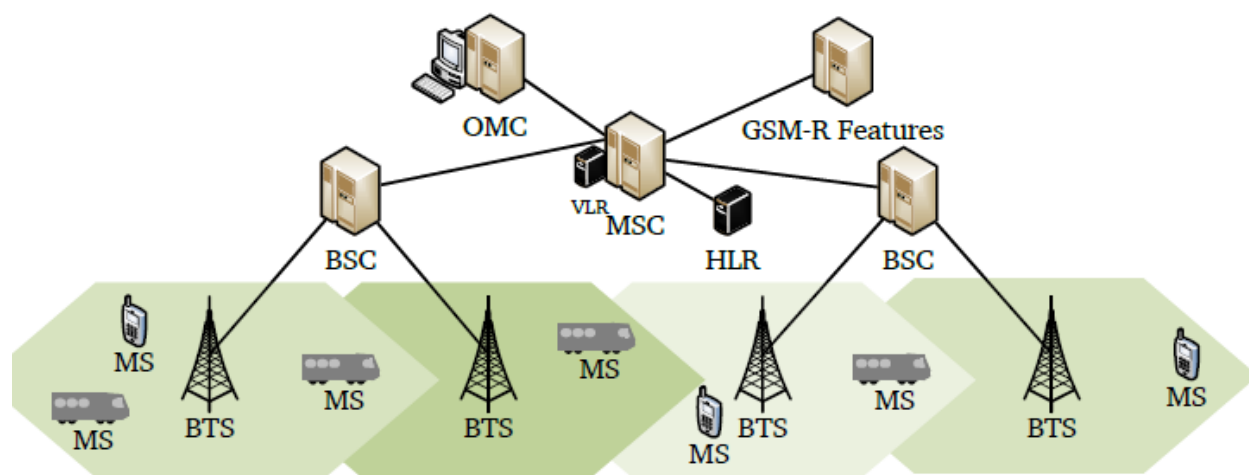 OMC
GSM-R Features
VLR
MSC
BSC
HLR
BSC
MS
MS
MS
MS
MS
MS
MS
BTS
BTS
BTS
BTS